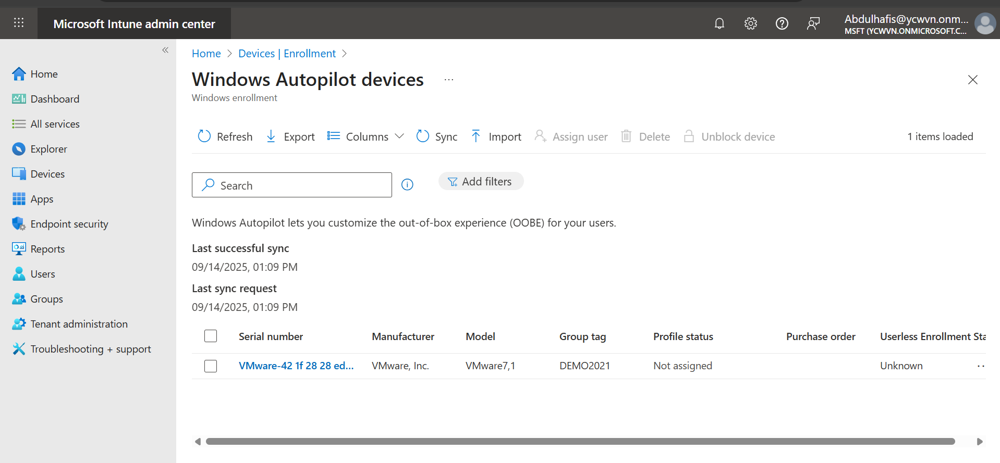 Microsoft Intune admin center
Abdulhafis@ycwvn.onm...
MSFT (YCWVN.ONMICROSOFT.C...
Home
Dashboard
All services
Explorer
Devices
Apps
Endpoint security
Reports
Users
Groups
Tenant administration
Troubleshooting + support
Home > Devices | Enrollment >
Windows Autopilot devices ...
Windows enrollment
Refresh Export Columns Sync Import Assign user Delete Unblock device 1 items loaded
Search Add filters
Windows Autopilot lets you customize the out-of-box experience (OOBE) for your users.
Last successful sync
09/14/2025, 01:09 PM
Last sync request
09/14/2025, 01:09 PM
Serial number Manufacturer Model Group tag Profile status Purchase order Userless Enrollment Sta
VMware-42 1f 28 28 ed... VMware, Inc. VMware7,1 DEMO2021 Not assigned Unknown